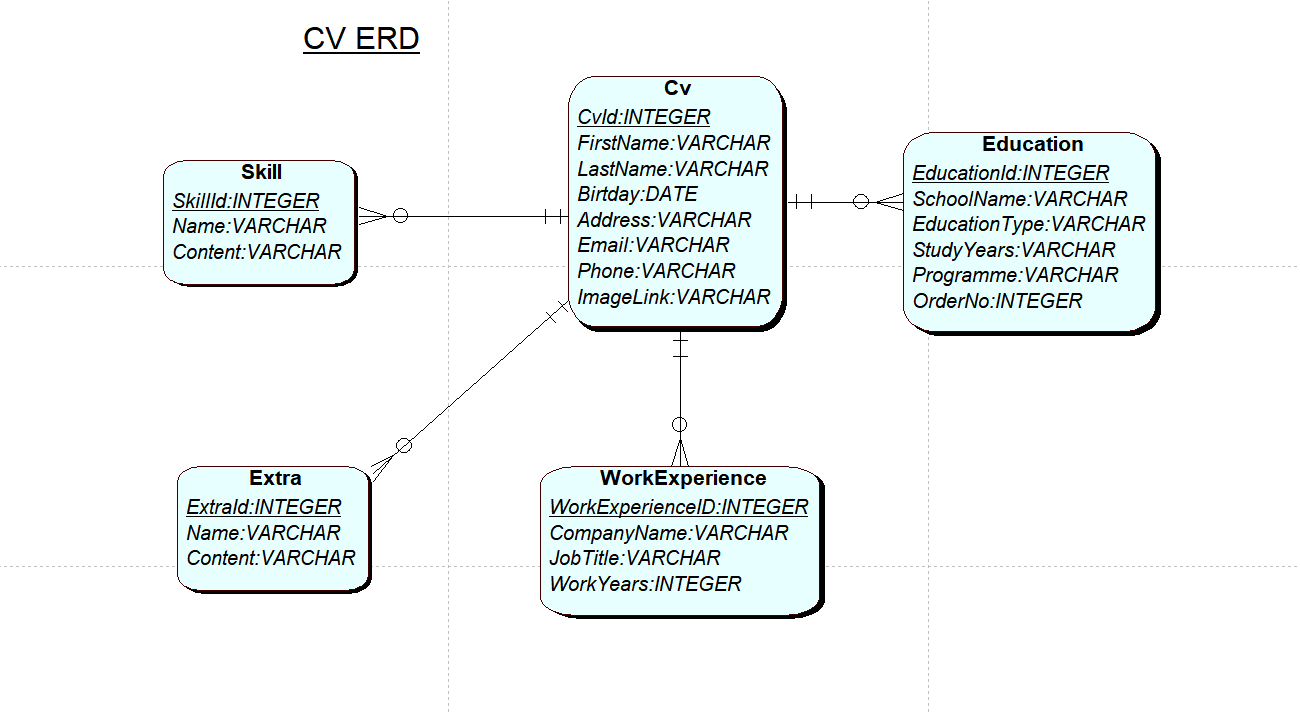 CV ERD
Cv
CvId:INTEGER
FirstName:VARCHAR
LastName:VARCHAR
Birtday:DATE
Address:VARCHAR
Email:VARCHAR
Phone:VARCHAR
ImageLink:VARCHAR
Education
EducationId:INTEGER
SchoolName:VARCHAR
EducationType:VARCHAR
StudyYears:VARCHAR
Programme:VARCHAR
OrderNo:INTEGER
Skill
SkillId:INTEGER
Name:VARCHAR
Content:VARCHAR
Extra
ExtraId:INTEGER
Name:VARCHAR
Content:VARCHAR
WorkExperience
WorkExperienceID:INTEGER
CompanyName:VARCHAR
JobTitle:VARCHAR
WorkYears:INTEGER